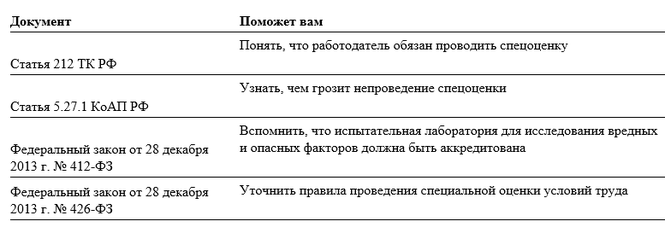 Документ Поможет вам
Понять, что работодатель обязан проводить спецоценку
Статья 212 ТК РФ
Узнать, чем грозит непроведение спецоценки
Статья 5.27.1 КоАП РФ
Вспомнить, что испытательная лаборатория для исследования вредных
и опасных факторов должна быть аккредитована
Федеральный закон от 28 декабря
2013 г. № 412-ФЗ
Федеральный закон от 28 декабря
2013 г. № 426-ФЗ
Уточнить правила проведения специальной оценки условий труда